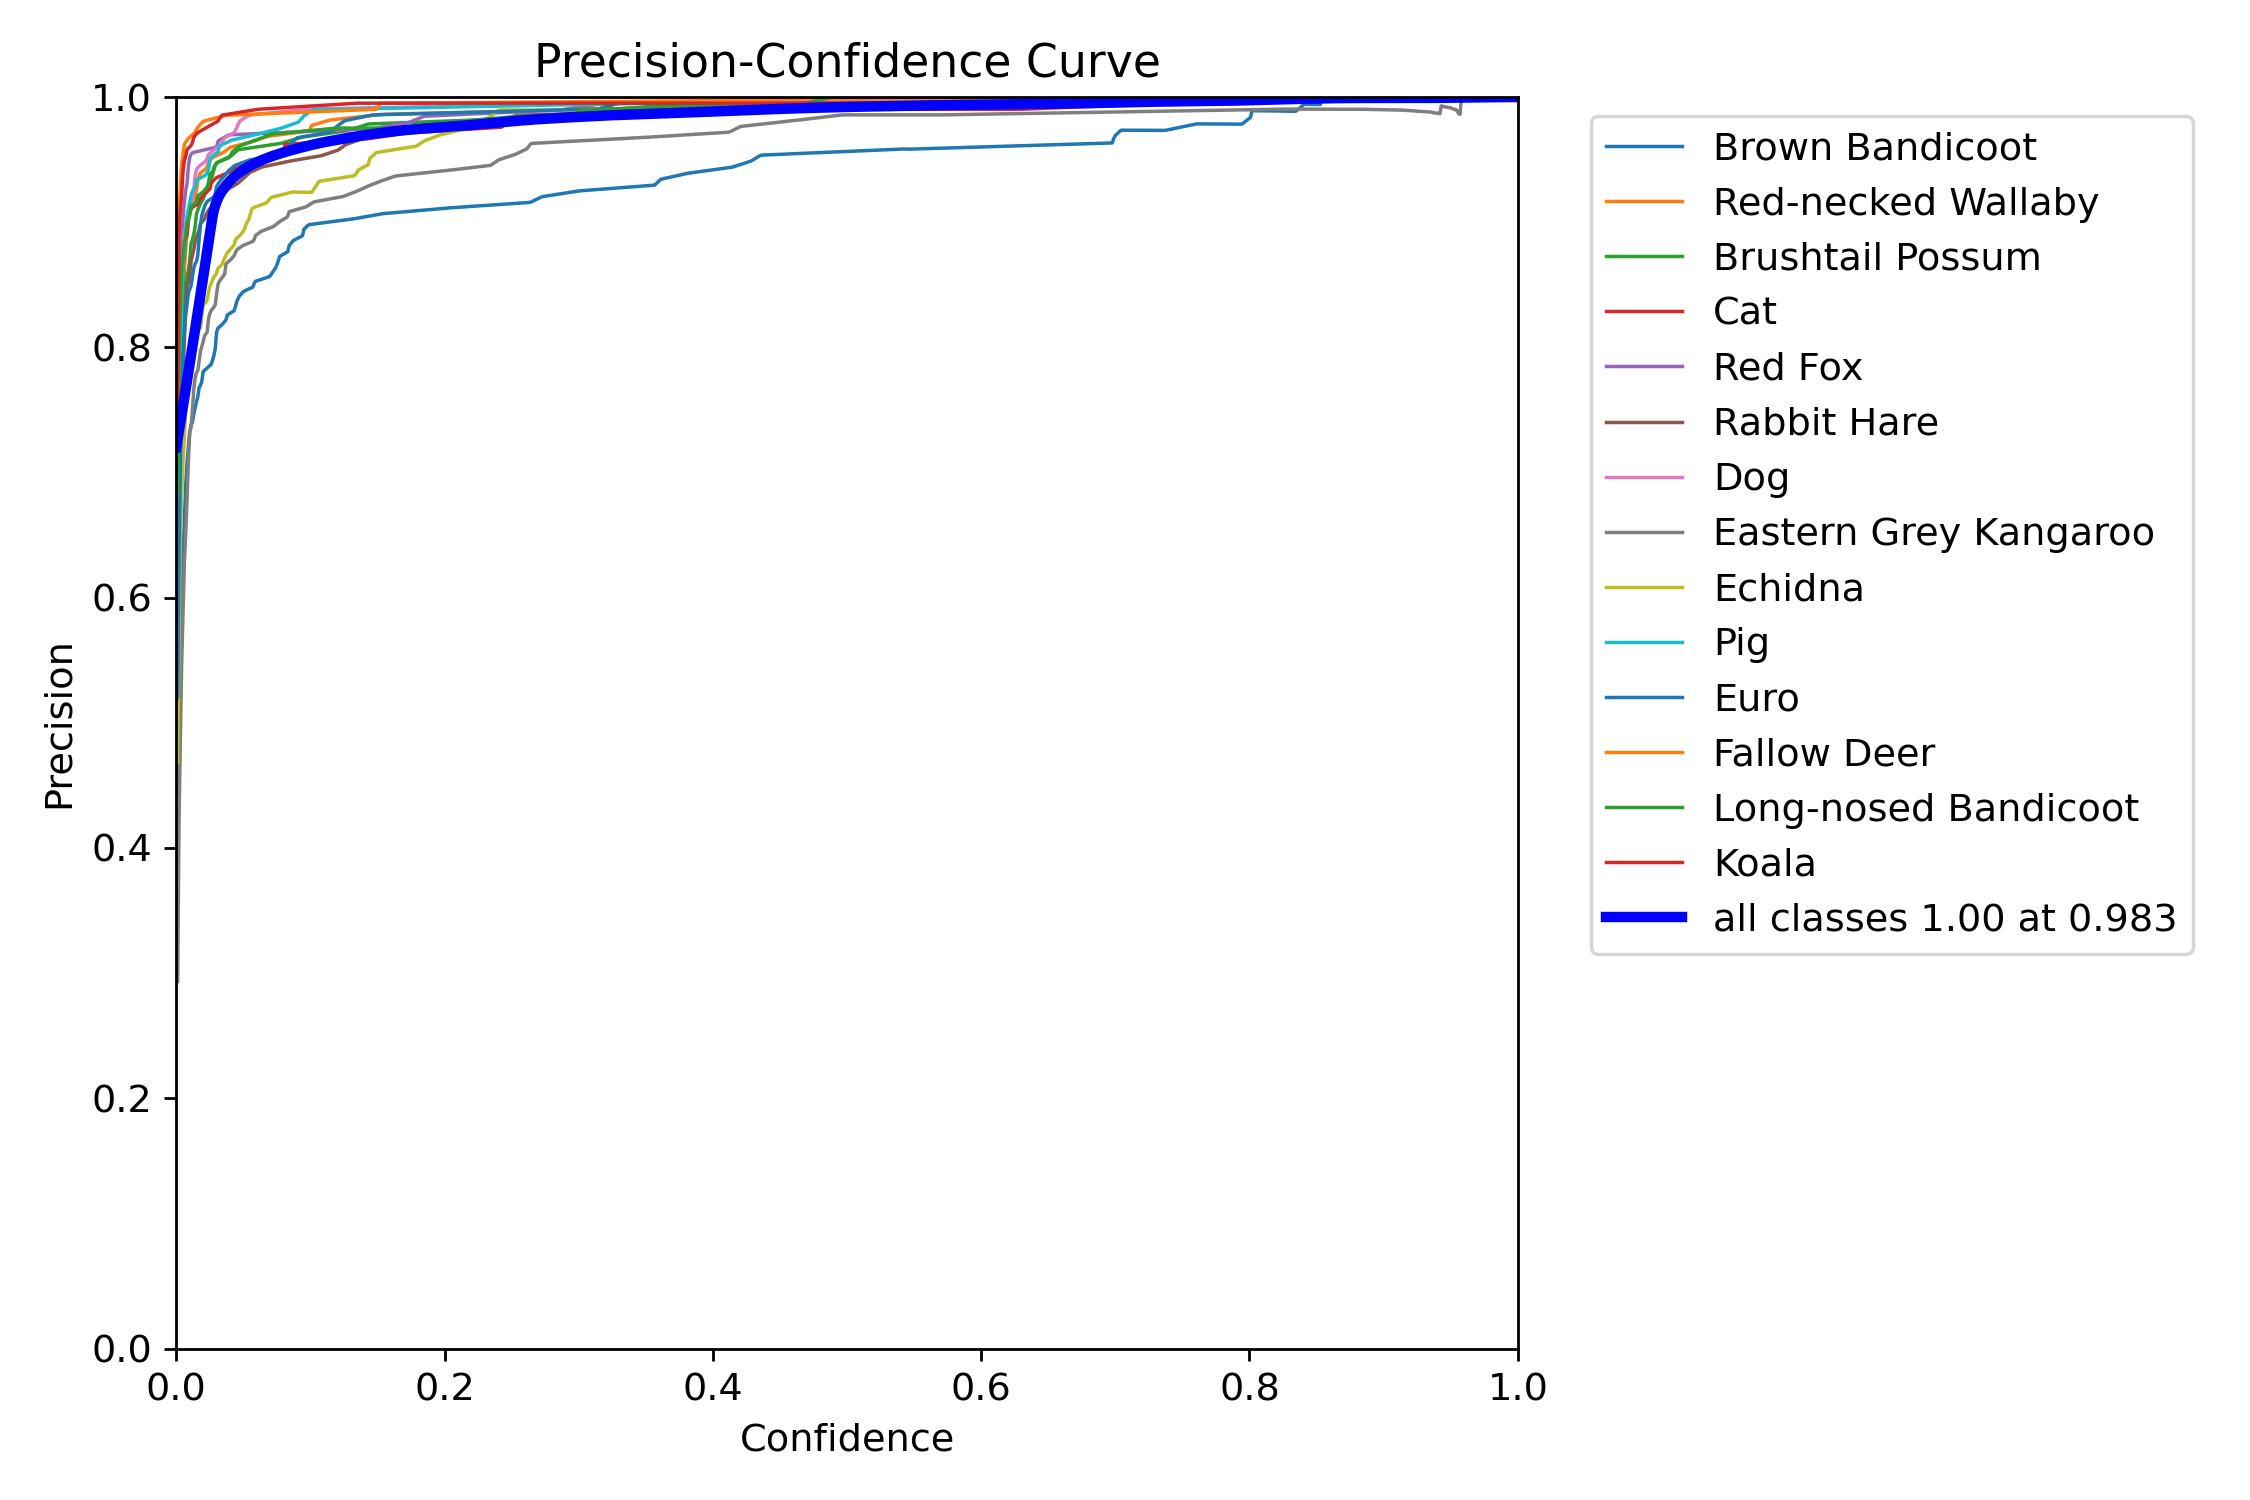 Precision-Confidence Curve
1.0
0.8
0.6
0.4
0.2
0.0
Precision
0.0 0.2 0.4 0.6 0.8 1.0
Confidence
Brown Bandicoot
Red-necked Wallaby
Brushtail Possum
Cat
Red Fox
Rabbit Hare
Dog
Eastern Grey Kangaroo
Echidna
Pig
Euro
Fallow Deer
Long-nosed Bandicoot
Koala
all classes 1.00 at 0.983